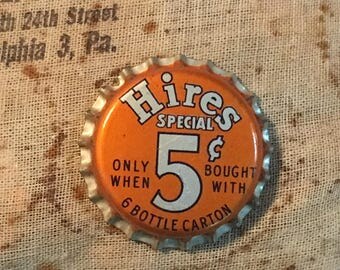 th 24th Street
lphia 3, Pa.
Hires
SPECIAL
5¢
ONLY BOUGHT
WHEN WITH
6 BOTTLE CARTON